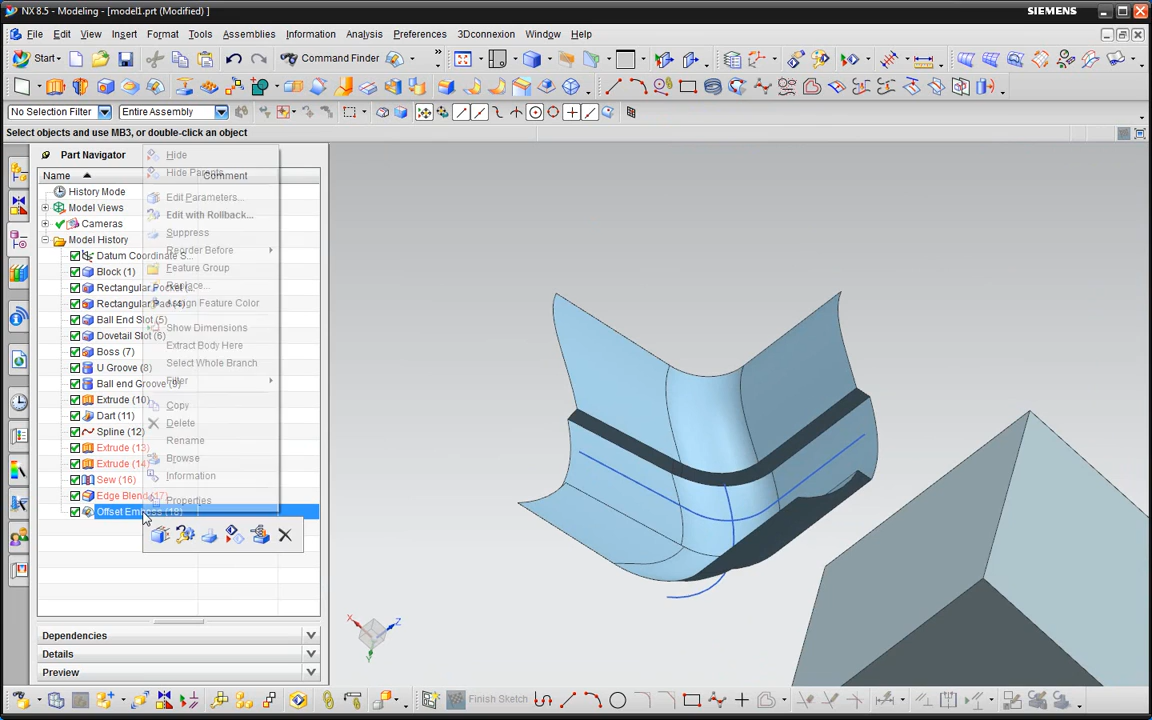 NX 8.5 - Modeling - [model1.prt (Modified) ]
SIEMENS
File Edit View Insert Format Tools Assemblies Information Analysis Preferences 3Dconnexion Window Help
Start
Command Finder
No Selection Filter
Entire Assembly
Select objects and use MB3, or double-click an object
Part Navigator
Name
Comment
History Mode
Model Views
Cameras
Model History
Datum Coordinate S...
Block (1)
Rectangular Pocket
Rectangular Pad (4)
Ball End Slot (5)
Dovetail Slot (6)
Boss (7)
U Groove (8)
Ball end Groove (9)
Extrude (10)
Dart (11)
Spline (12)
Extrude (13)
Extrude (14)
Sew (16)
Edge Blend (17)
Offset Emboss (18)
Hide
Hide Parents
Edit Parameters...
Edit with Rollback...
Suppress
Reorder Before
Feature Group
Replace...
Assign Feature Color
Show Dimensions
Extract Body Here
Select Whole Branch
Filter
Copy
Delete
Rename
Browse
Information
Properties
Dependencies
Details
Preview
X
Z
Y
Finish Sketch